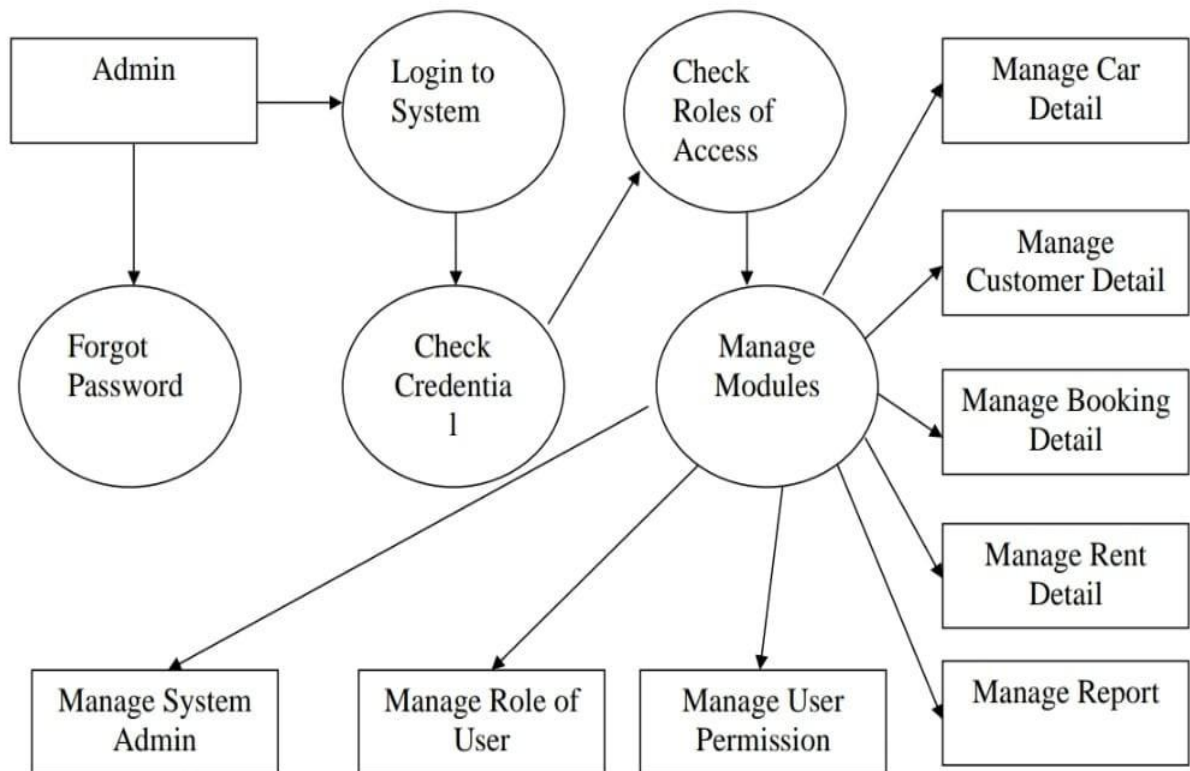 Admin
Login to
System
Check
Roles of
Access
Manage Car
Detail
Manage
Customer Detail
Forgot
Password
Check
Credentia
l
Manage
Modules
Manage Booking
Detail
Manage Rent
Detail
Manage System
Admin
Manage Role of
User
Manage User
Permission
Manage Report